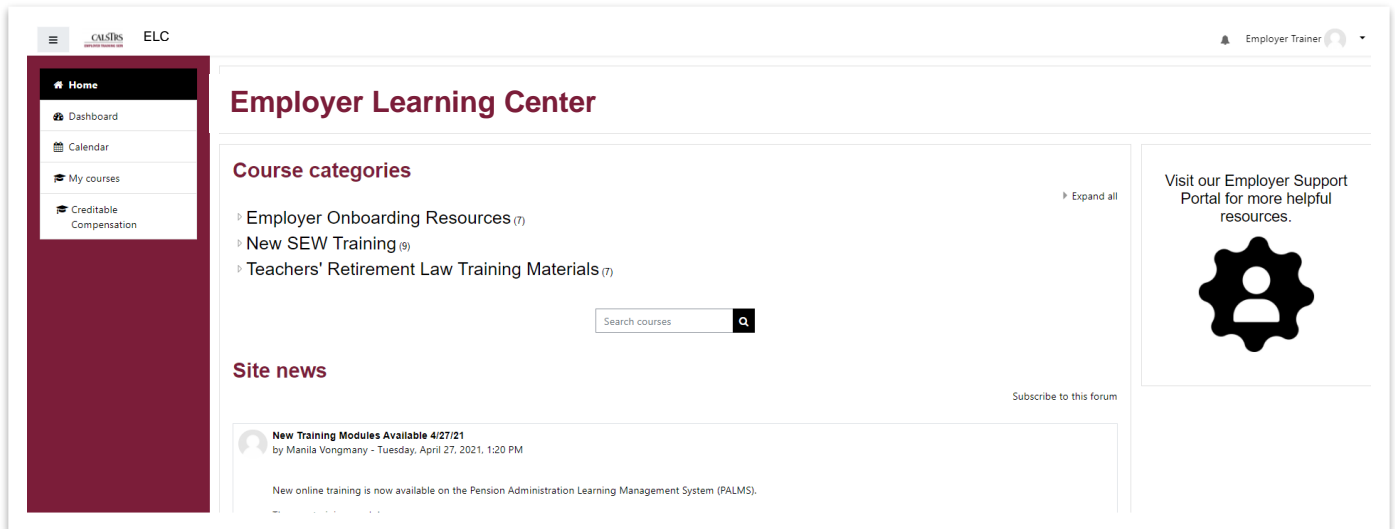 CALSTRS
ELC
Employer Trainer
Home
Dashboard
Calendar
My courses
Creditable
Compensation
Employer Learning Center
Course categories
Expand all
Employer Onboarding Resources (7)
New SEW Training (9)
Teachers' Retirement Law Training Materials (7)
Search courses
Site news
Subscribe to this forum
New Training Modules Available 4/27/21
by Manila Vongmany - Tuesday, April 27, 2021, 1:20 PM
New online training is now available on the Pension Administration Learning Management System (PALMS).
Visit our Employer Support
Portal for more helpful
resources.